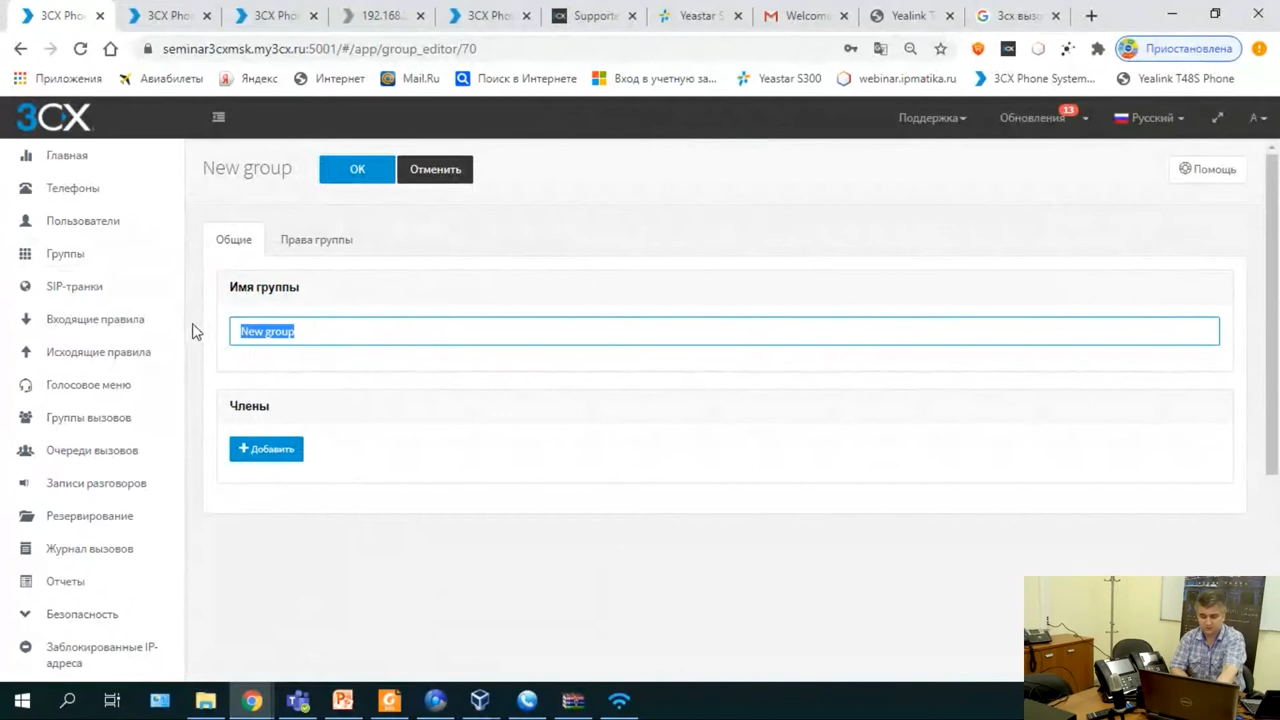 3CX Pho
3CX Phon
3CX Pho
192.168.
3CX Phon
Supporte
Yeastar S
Welcom
Yealink T
3сх вызо
seminar3cxmsk.my3cx.ru:5001/#/app/group_editor/70
Приостановлена
Приложения
Авиабилеты
Яндекс
Интернет
Mail.Ru
Поиск в Интернете
Вход в учетную за...
Yeastar S300
webinar.ipmatika.ru
3CX Phone System...
Yealink T48S Phone
3CX
Поддержка
Обновления
13
Русский
A
Главная
Телефоны
Пользователи
Группы
SIP-транки
Входящие правила
Исходящие правила
Голосовое меню
Группы вызовов
Очереди вызовов
Записи разговоров
Резервирование
Журнал вызовов
Отчеты
Безопасность
Заблокированные IP-
адреса
New group
OK
Отменить
Помощь
Общие
Права группы
Имя группы
New group
Члены
+ Добавить